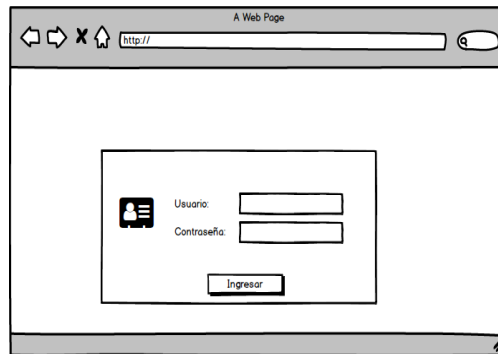 A Web Page
http://
Usuario:
Contraseña:
Ingresar